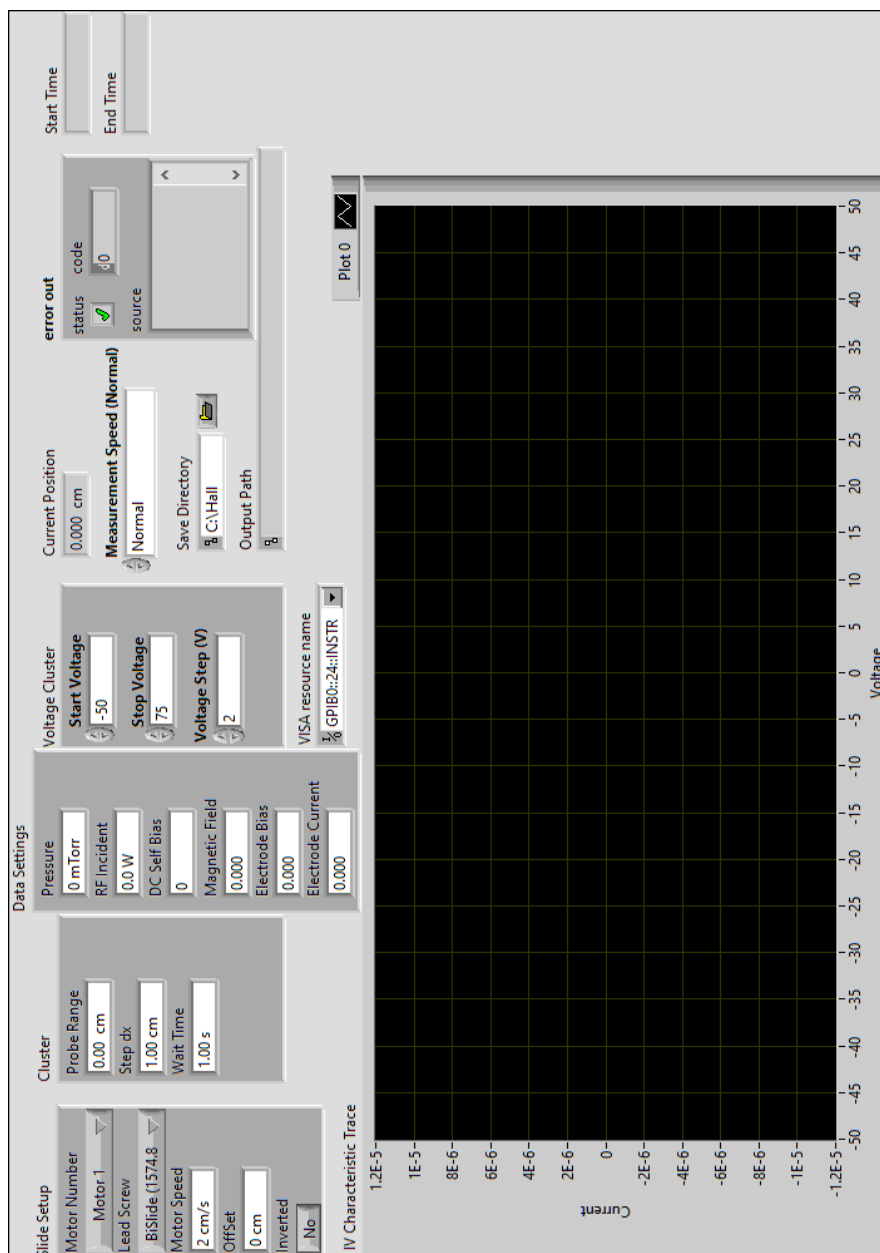 Slide Setup
Motor Number
Motor 1
Lead Screw
BiSlide (1574.8
Motor Speed
2 cm/s
OffSet
0 cm
Inverted
No
Cluster
Probe Range
0.00 cm
Step dx
1.00 cm
Wait Time
1.00 s
Data Settings
Pressure
0 mTorr
RF Incident
0.0 W
DC Self Bias
0
Magnetic Field
0.000
Electrode Bias
0.000
Electrode Current
0.000
Voltage Cluster
Start Voltage
-50
Stop Voltage
75
Voltage Step (V)
2
VISA resource name
GPIB0::24::INSTR
Current Position
0.000 cm
Measurement Speed (Normal)
Normal
Save Directory
C:\Hall
Output Path
error out
status
code
d0
source
Start Time
End Time
IV Characteristic Trace
Plot 0
Current
1.2E-5
1E-5
8E-6
6E-6
4E-6
2E-6
0
-2E-6
-4E-6
-6E-6
-8E-6
-1E-5
-1.2E-5
-50 -45 -40 -35 -30 -25 -20 -15 -10 -5 0 5 10 15 20 25 30 35 40 45 50
Voltage